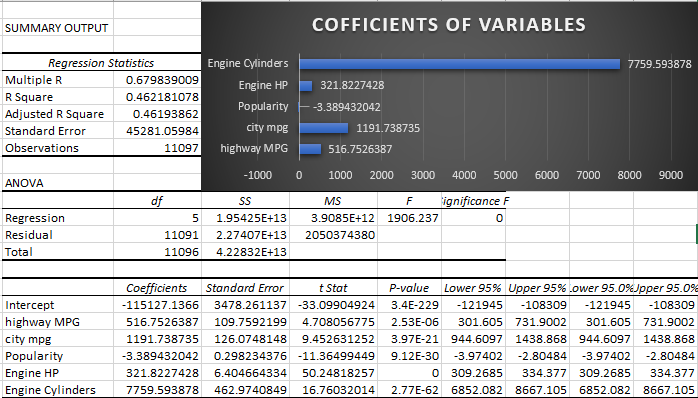 COFFICIENTS OF VARIABLES
SUMMARY OUTPUT
Regression Statistics
Multiple R 0.679839009
R Square 0.462181078
Adjusted R Square 0.46193862
Standard Error 45281.05984
Observations 11097
Engine Cylinders 7759.593878
Engine HP 321.8227428
Popularity -3.389432042
city mpg 1191.738735
highway MPG 516.7526387
-1000 0 1000 2000 3000 4000 5000 6000 7000 8000 9000
ANOVA
df SS MS F ignificance F
Regression 5 1.95425E+13 3.9085E+12 1906.237 0
Residual 11091 2.27407E+13 2050374380
Total 11096 4.22832E+13
Coefficients Standard Error t Stat P-value Lower 95% Upper 95% ower 95.0% Jpper 95.0%
Intercept -115127.1366 3478.261137 -33.09904924 3.4E-229 -121945 -108309 -121945 -108309
highway MPG 516.7526387 109.7592199 4.708056775 2.53E-06 301.605 731.9002 301.605 731.9002
city mpg 1191.738735 126.0748148 9.452631252 3.97E-21 944.6097 1438.868 944.6097 1438.868
Popularity -3.389432042 0.298234376 -11.36499449 9.12E-30 -3.97402 -2.80484 -3.97402 -2.80484
Engine HP 321.8227428 6.404664334 50.24818257 0 309.2685 334.377 309.2685 334.377
Engine Cylinders 7759.593878 462.9740849 16.76032014 2.77E-62 6852.082 8667.105 6852.082 8667.105